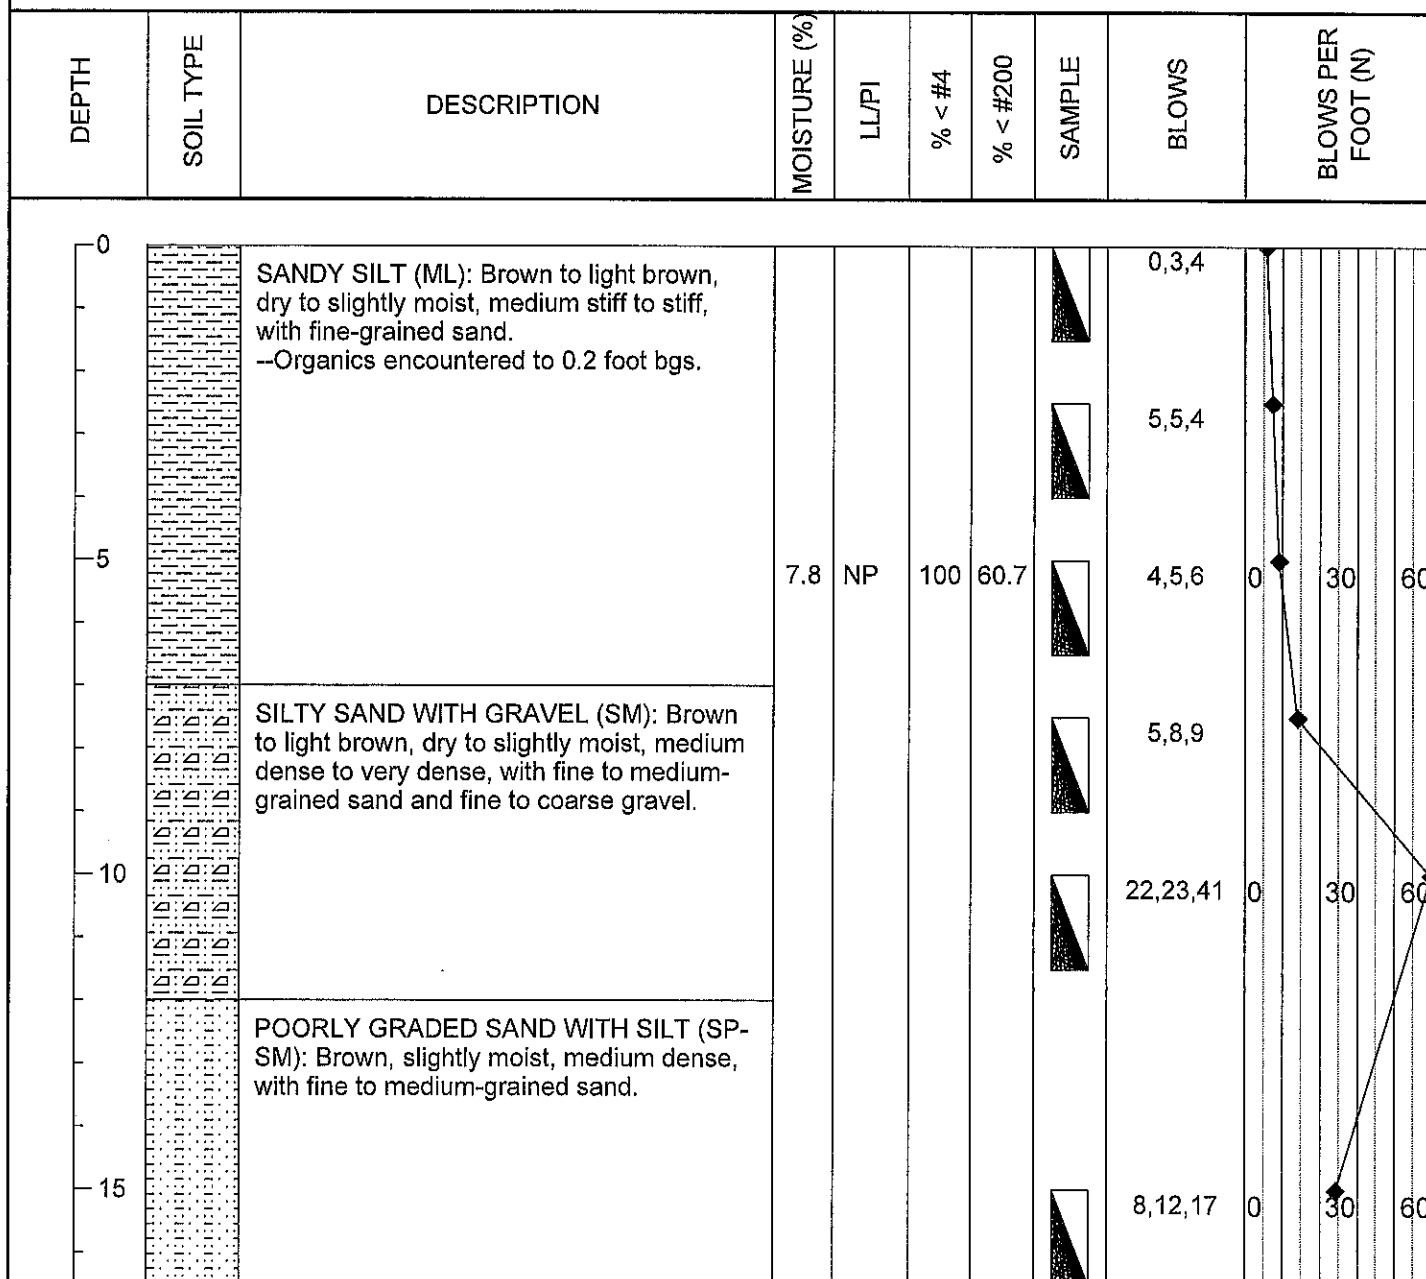 DEPTH
SOIL TYPE
DESCRIPTION
MOISTURE (%)
LL/PI
% < #4
% < #200
SAMPLE
BLOWS
BLOWS PER
FOOT (N)
0
SANDY SILT (ML): Brown to light brown,
dry to slightly moist, medium stiff to stiff,
with fine-grained sand.
--Organics encountered to 0.2 foot bgs.
0,3,4
5,5,4
5
7.8 NP 100 60.7 4,5,6 0 30 60
SILTY SAND WITH GRAVEL (SM): Brown
to light brown, dry to slightly moist, medium
dense to very dense, with fine to medium-
grained sand and fine to coarse gravel.
5,8,9
10
22,23,41 0 30 60
POORLY GRADED SAND WITH SILT (SP-
SM): Brown, slightly moist, medium dense,
with fine to medium-grained sand.
15
8,12,17 0 30 60